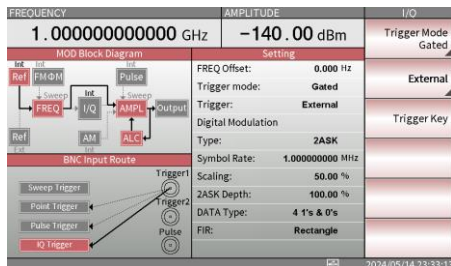 FREQUENCY AMPLITUDE I/Q
1.000000000000 GHz -140.00 dBm
Trigger Mode
Gated
External
Trigger Key
MOD Block Diagram
Int Int Int
Ref FMΦM Pulse
Sweep Int Sweep
FREQ I/Q AMPL Output
Ref AM ALC
Ext Int
BNC Input Route
Sweep Trigger
Point Trigger
Pulse Trigger
IQ Trigger
Trigger1
Trigger2
Pulse
Setting
FREQ Offset: 0.000 Hz
Trigger mode: Gated
Trigger: External
Digital Modulation
Type: 2ASK
Symbol Rate: 1.000000000 MHz
Scaling: 50.00 %
2ASK Depth: 100.00 %
DATA Type: 4 1's & 0's
FIR: Rectangle
2024/05/14 23:33:12